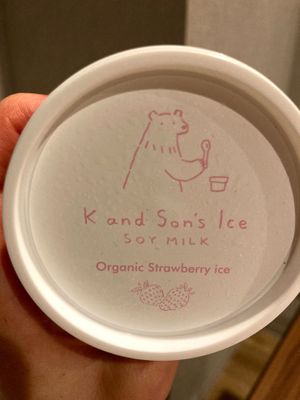 K and Son's Ice
SOY MILK
Organic Strawberry ice